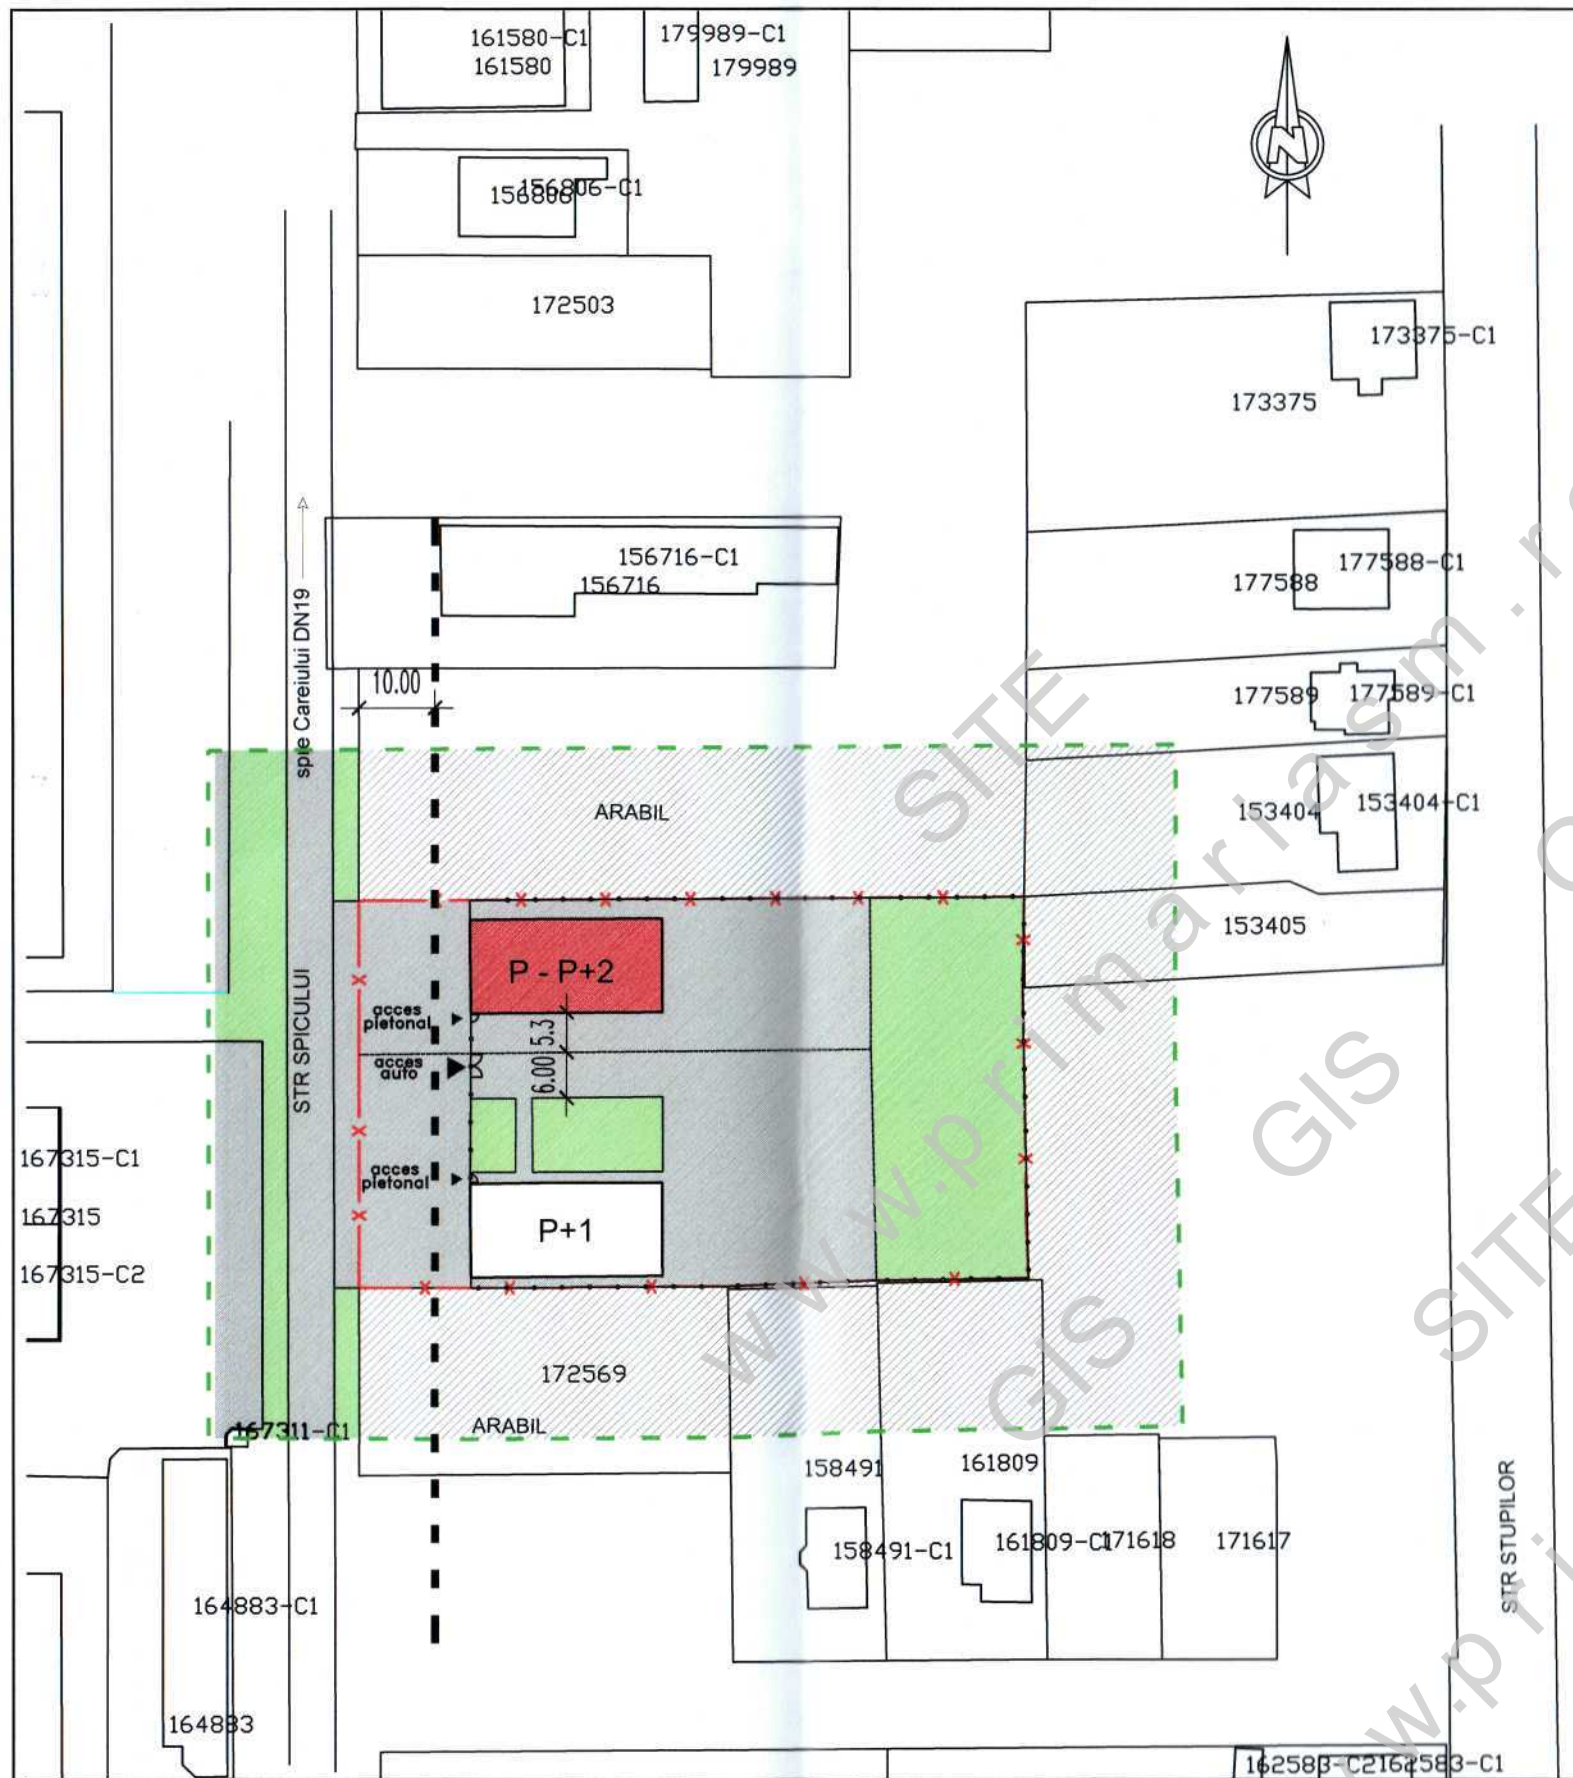 161580-C1
161580
179989-C1
179989
N
156806-C1
156806
172503
173375-C1
173375
156716-C1
156716
177588-C1
177588
spre Careiului DN19
10.00
177589
177589-C1
ARABIL
153404
153404-C1
153405
P - P+2
STR SPICULUI
acces
pietonal
5.3
acces
auto
6.00
167315-C1
acces
pietonal
167315
P+1
167315-C2
172569
167311-C1
ARABIL
158491
161809
158491-C1
161809-C1
171618
171617
STR STUPILOR
164883-C1
164883
162583-C2
162583-C1
SITE
www.primariasm.ro
GIS
GIS
SITE
w.pri